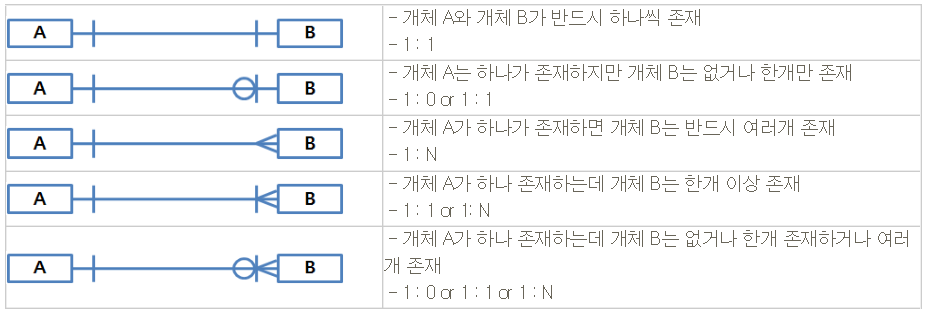 A B - 개체 A와 개체 B가 반드시 하나씩 존재
- 1 : 1
A B - 개체 A는 하나가 존재하지만 개체 B는 없거나 한개만 존재
- 1 : 0 or 1 : 1
A B - 개체 A가 하나가 존재하면 개체 B는 반드시 여러개 존재
- 1 : N
A B - 개체 A가 하나 존재하는데 개체 B는 한개 이상 존재
- 1 : 1 or 1: N
A B - 개체 A가 하나 존재하는데 개체 B는 없거나 한개 존재하거나 여러
개 존재
- 1 : 0 or 1 : 1 or 1 : N